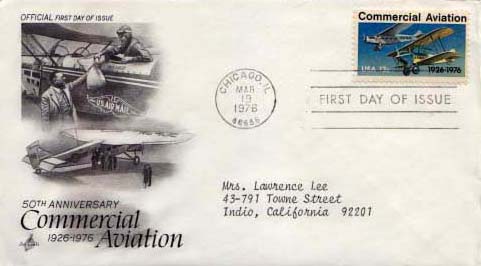 OFFICIAL FIRST DAY OF ISSUE
U.S. AIR MAIL
50TH ANNIVERSARY
Commercial
1926-1976
Aviation
CHICAGO, IL
MAR
19
1976
FIRST DAY OF ISSUE
Commercial Aviation
USA 13c
1926-1976
Mrs. Lawrence Lee
43-791 Towne Street
Indio, California 92201